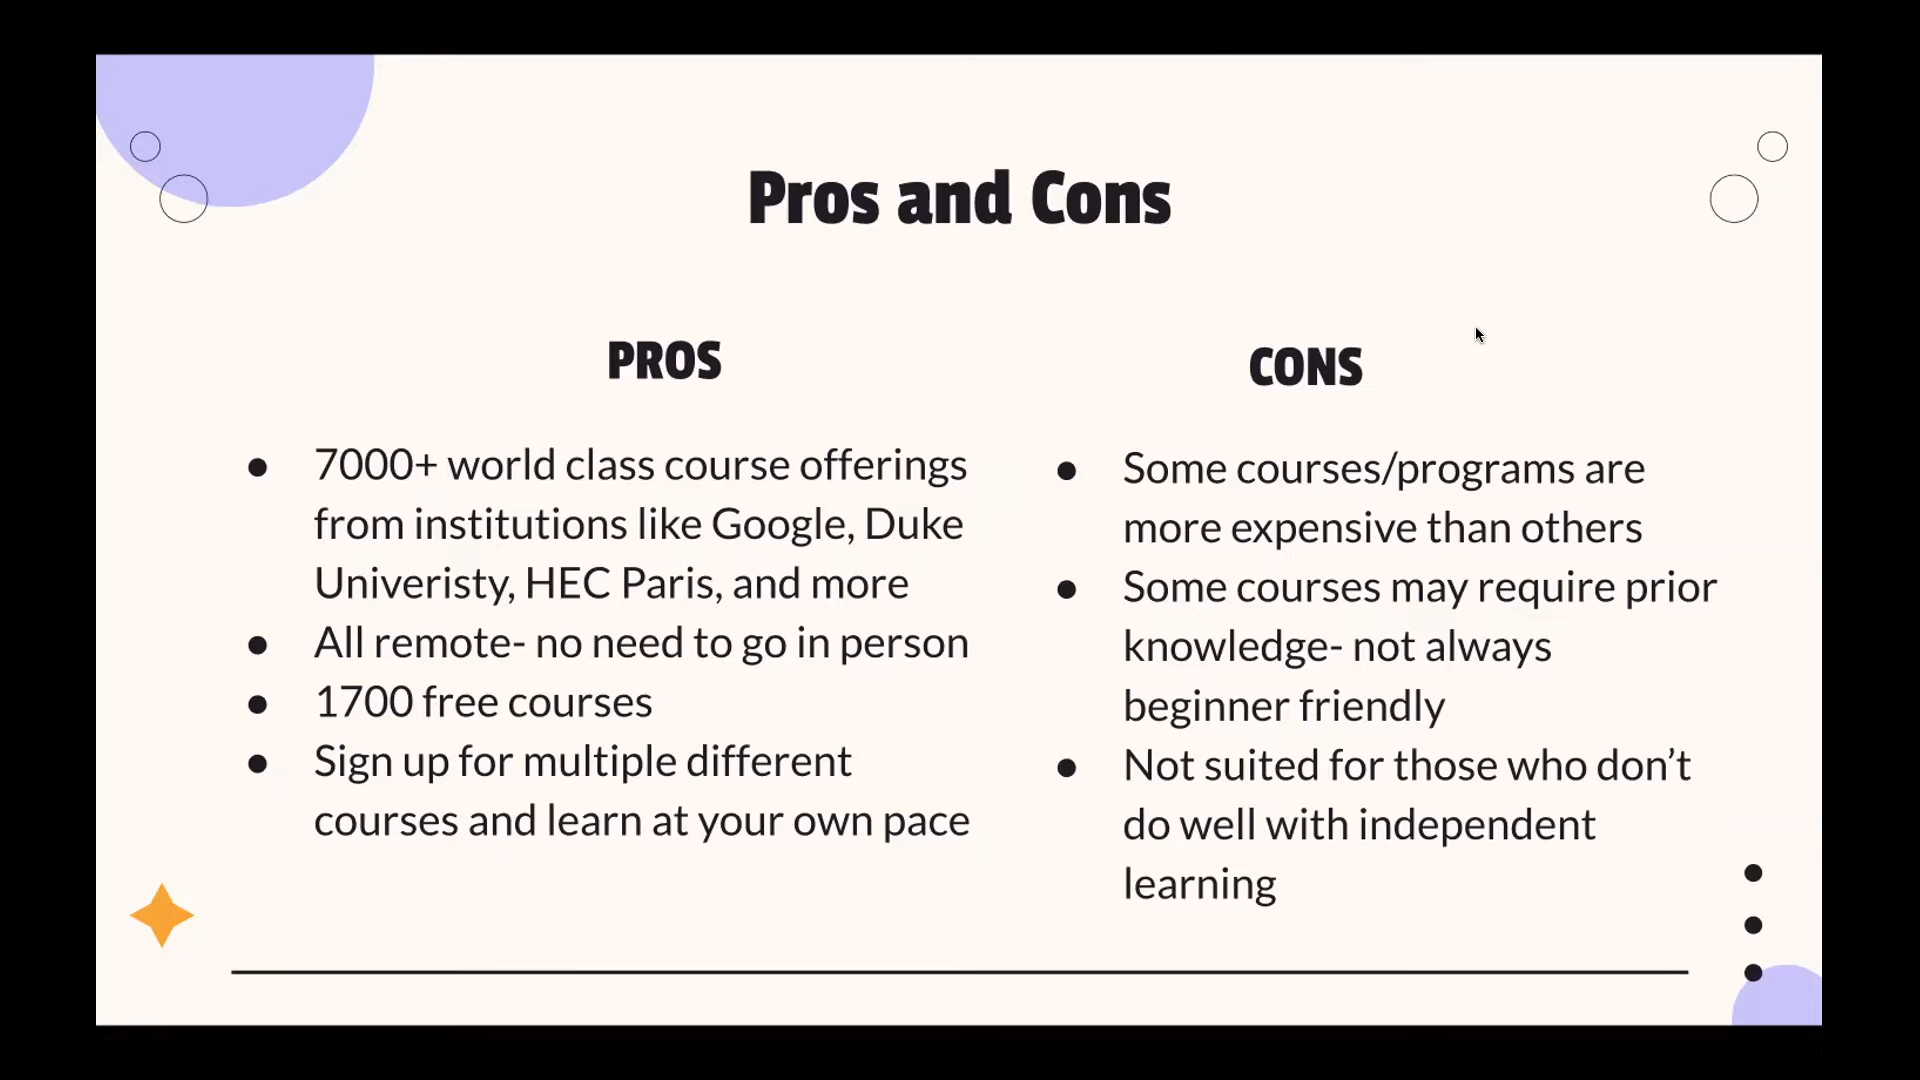 Pros and Cons
PROS
● 7000+ world class course offerings
from institutions like Google, Duke
Univeristy, HEC Paris, and more
● All remote- no need to go in person
● 1700 free courses
● Sign up for multiple different
courses and learn at your own pace
CONS
● Some courses/programs are
more expensive than others
● Some courses may require prior
knowledge- not always
beginner friendly
● Not suited for those who don’t
do well with independent
learning